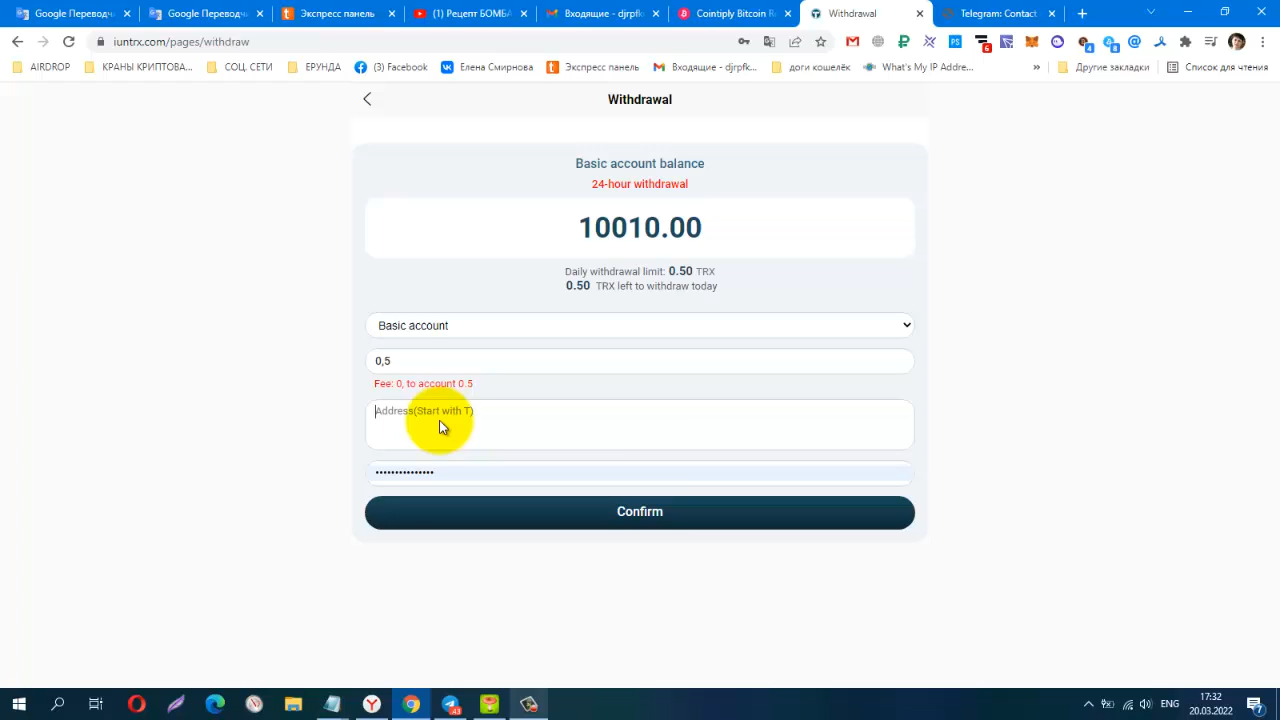 Google Переводч
Google Переводч
Экспресс панель
(1) Рецепт БОМБА
Входящие - djrpfk
Cointiply Bitcoin R
Withdrawal
Telegram: Contact
iuntrx.com/pages/withdraw
AIRDROP
КРАНЫ КРИПТОВА...
СОЦ. СЕТИ
ЕРУНДА
(3) Facebook
Елена Смирнова
Экспресс панель
Входящие - djrpfk...
доги кошелёк
What's My IP Addre...
»
Другие закладки
Список для чтения
Withdrawal
Basic account balance
24-hour withdrawal
10010.00
Daily withdrawal limit: 0.50 TRX
0.50 TRX left to withdraw today
Basic account
0,5
Fee: 0, to account 0.5
Address(Start with T)
•••••••••••••••
Confirm
17:32
ENG
20.03.2022